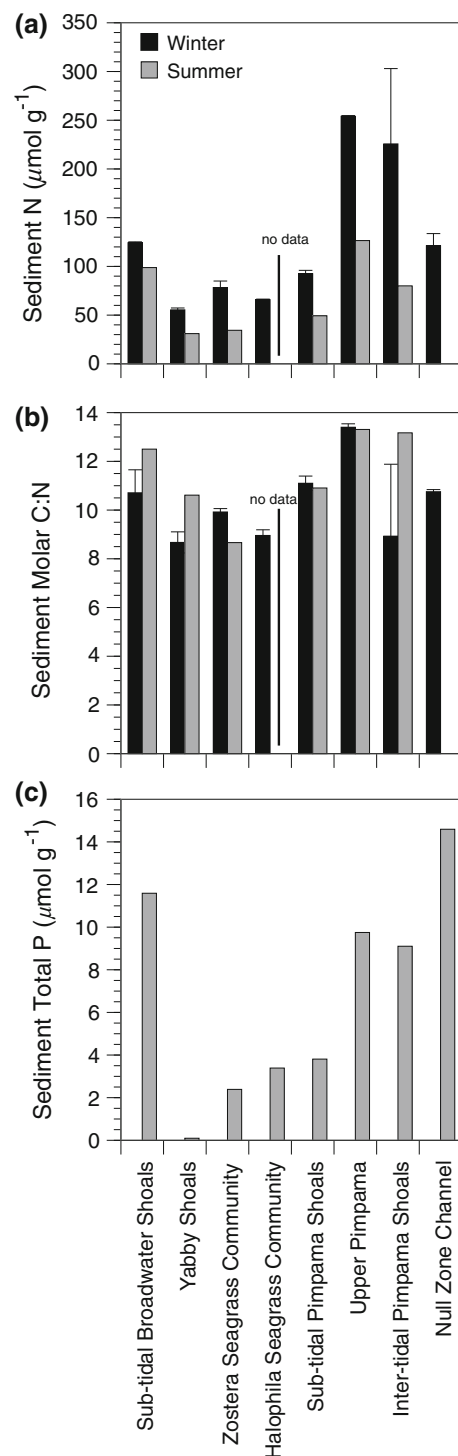 (a)
Winter
Summer
350
300
250
200
150
100
50
0
Sediment N (μmol g⁻¹)
no data
(b)
14
12
10
8
6
4
2
0
Sediment Molar C:N
no data
(c)
16
14
12
10
8
6
4
2
0
Sediment Total P (μmol g⁻¹)
Sub-tidal Broadwater Shoals
Yabby Shoals
Zostera Seagrass Community
Halophila Seagrass Community
Sub-tidal Pimpama Shoals
Upper Pimpama
Inter-tidal Pimpama Shoals
Null Zone Channel